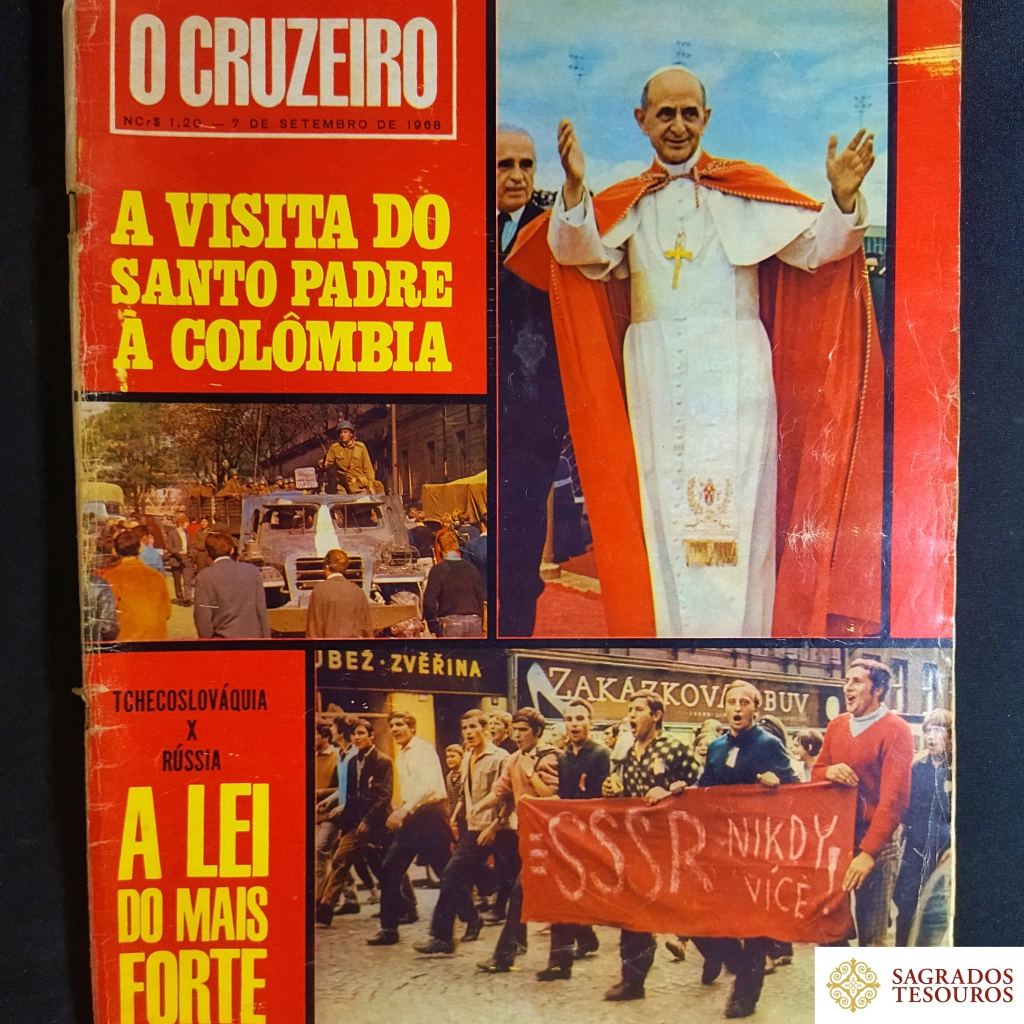 O CRUZEIRO
NCr$ 1,20 — 7 DE SETEMBRO DE 1968
A VISITA DO
SANTO PADRE
À COLÔMBIA
TCHECOSLOVÁQUIA
X
RÚSSIA
A LEI
DO MAIS
FORTE
UBEŽ·ZVĚŘINA
ZAKÁZKOVÁ OBUV
SSSR NIKDY
VÍCE!
SAGRADOS
TESOUROS